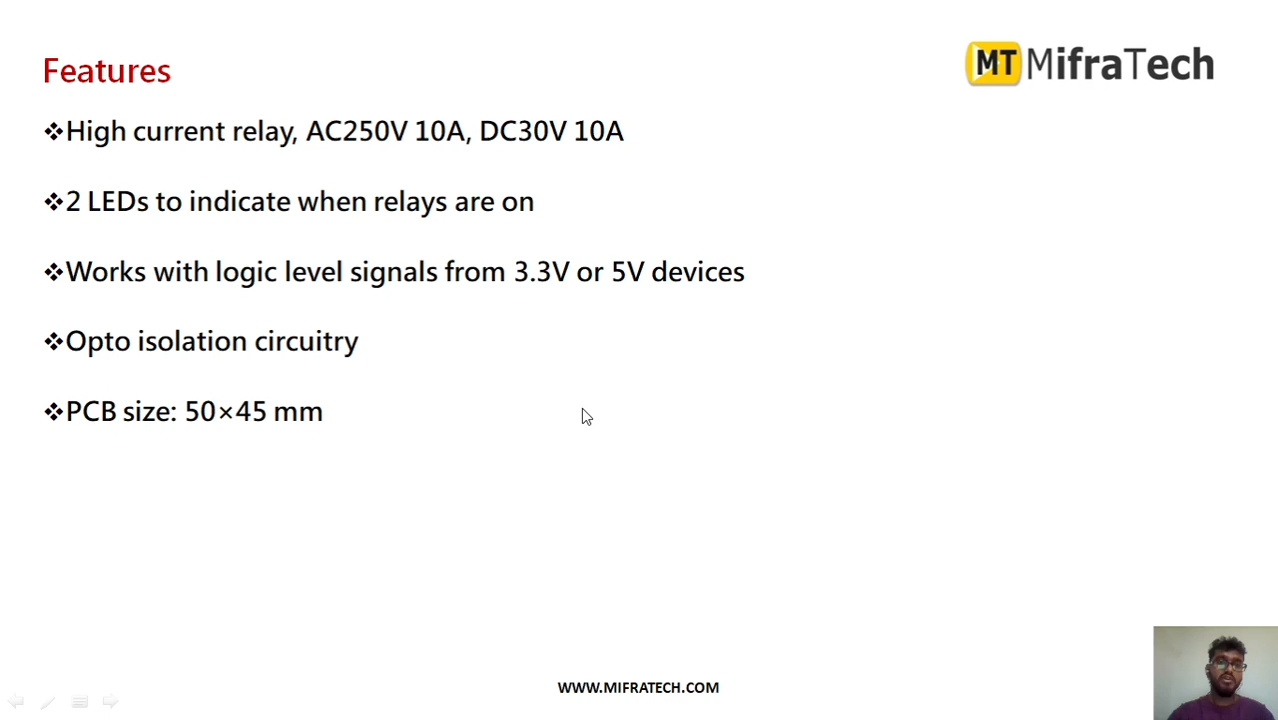 Features
MT MifraTech
❖High current relay, AC250V 10A, DC30V 10A
❖2 LEDs to indicate when relays are on
❖Works with logic level signals from 3.3V or 5V devices
❖Opto isolation circuitry
❖PCB size: 50×45 mm
WWW.MIFRATECH.COM